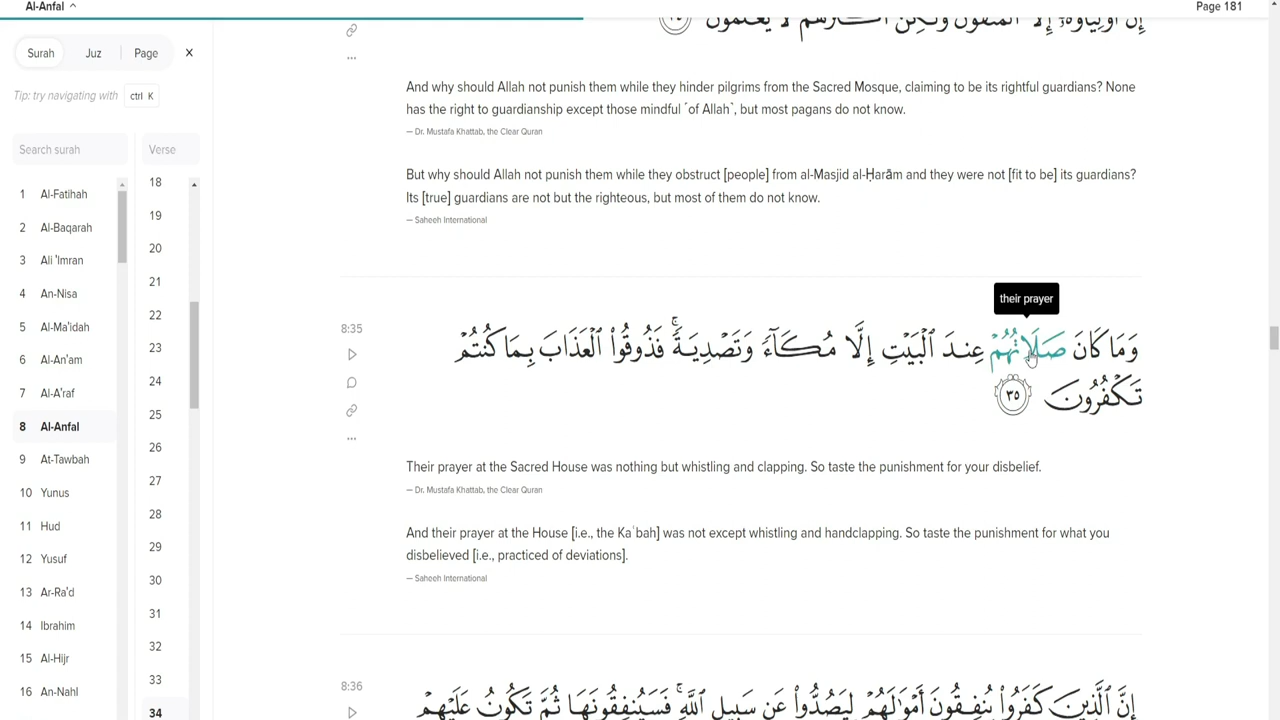 Al-Anfal
Page 181
Surah
Juz
Page
Tip: try navigating with ctrl K
Search surah
Verse
1 Al-Fatihah
2 Al-Baqarah
3 Ali 'Imran
4 An-Nisa
5 Al-Ma'idah
6 Al-An'am
7 Al-A'raf
8 Al-Anfal
9 At-Tawbah
10 Yunus
11 Hud
12 Yusuf
13 Ar-Ra'd
14 Ibrahim
15 Al-Hijr
16 An-Nahl
18
19
20
21
22
23
24
25
26
27
28
29
30
31
32
33
34
إِنْ أَوْلِيَآؤُهُۥٓ إِلَّا ٱلْمُتَّقُونَ وَلَـٰكِنَّ أَكْثَرَهُمْ لَا يَعْلَمُونَ
And why should Allah not punish them while they hinder pilgrims from the Sacred Mosque, claiming to be its rightful guardians? None
has the right to guardianship except those mindful ˹of Allah˺, but most pagans do not know.
— Dr. Mustafa Khattab, the Clear Quran
But why should Allah not punish them while they obstruct [people] from al-Masjid al-Ḥarām and they were not [fit to be] its guardians?
Its [true] guardians are not but the righteous, but most of them do not know.
— Saheeh International
their prayer
8:35
وَمَا كَانَ صَلَاتُهُمْ عِندَ ٱلْبَيْتِ إِلَّا مُكَآءً وَتَصْدِيَةً ۚ فَذُوقُوا۟ ٱلْعَذَابَ بِمَا كُنتُمْ
تَكْفُرُونَ ٣٥
Their prayer at the Sacred House was nothing but whistling and clapping. So taste the punishment for your disbelief.
— Dr. Mustafa Khattab, the Clear Quran
And their prayer at the House [i.e., the Kaʿbah] was not except whistling and handclapping. So taste the punishment for what you
disbelieved [i.e., practiced of deviations].
— Saheeh International
8:36
إِنَّ ٱلَّذِينَ كَفَرُوا۟ يُنفِقُونَ أَمْوَٰلَهُمْ لِيَصُدُّوا۟ عَن سَبِيلِ ٱللَّهِ ۚ فَسَيُنفِقُونَهَا ثُمَّ تَكُونُ عَلَيْهِمْ